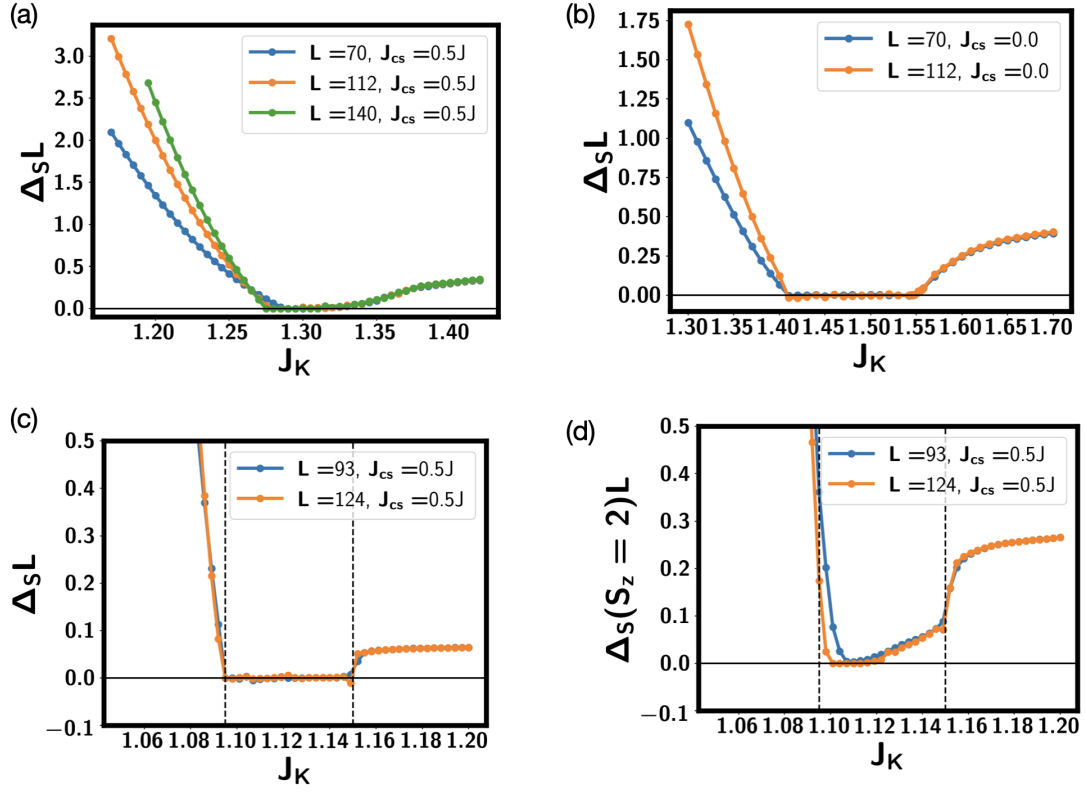 (a)
L =70, J_cs =0.5J
L =112, J_cs =0.5J
L =140, J_cs =0.5J
Δ_S L
3.0
2.5
2.0
1.5
1.0
0.5
0.0
1.20 1.25 1.30 1.35 1.40
J_K
(b)
L =70, J_cs =0.0
L =112, J_cs =0.0
Δ_S L
1.75
1.50
1.25
1.00
0.75
0.50
0.25
0.00
1.30 1.35 1.40 1.45 1.50 1.55 1.60 1.65 1.70
J_K
(c)
L =93, J_cs =0.5J
L =124, J_cs =0.5J
Δ_S L
0.5
0.4
0.3
0.2
0.1
0.0
−0.1
1.06 1.08 1.10 1.12 1.14 1.16 1.18 1.20
J_K
(d)
L =93, J_cs =0.5J
L =124, J_cs =0.5J
Δ_S(S_z = 2)L
0.5
0.4
0.3
0.2
0.1
0.0
−0.1
1.06 1.08 1.10 1.12 1.14 1.16 1.18 1.20
J_K